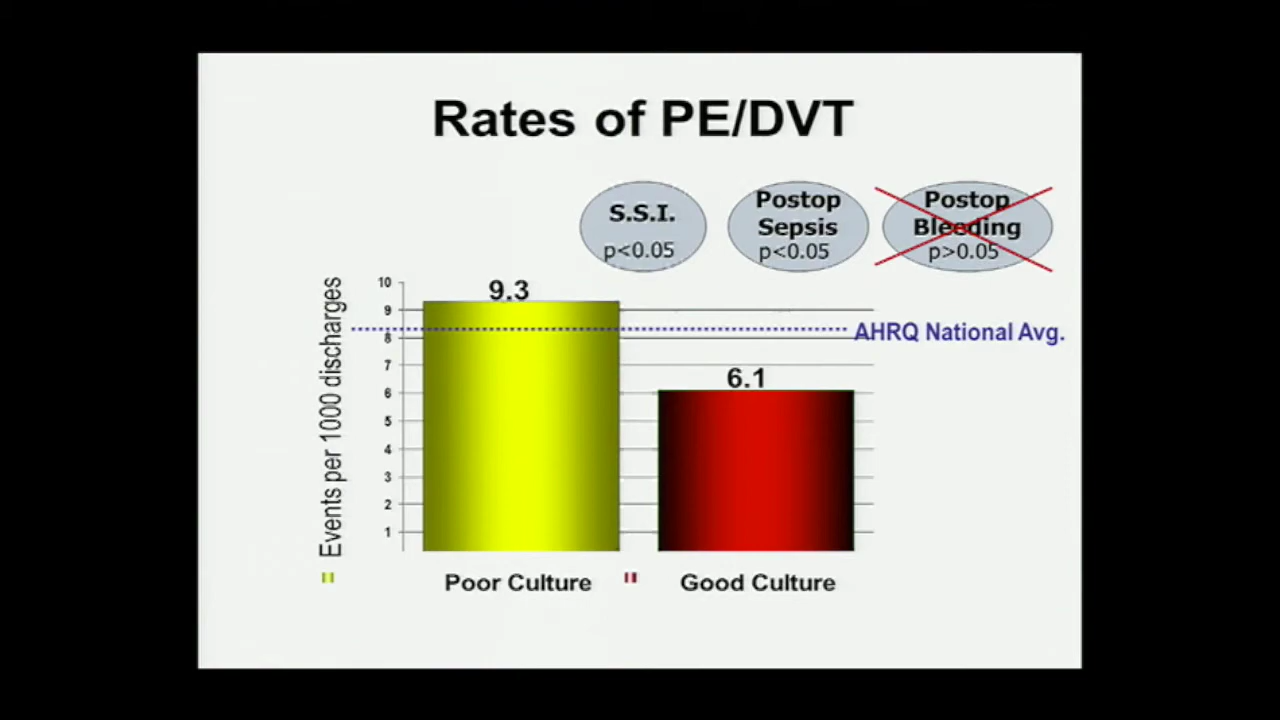 Rates of PE/DVT
S.S.I.
p<0.05
Postop
Sepsis
p<0.05
Postop
Bleeding
p>0.05
Events per 1000 discharges
10
9
8
7
6
5
4
3
2
1
9.3
6.1
AHRQ National Avg.
Poor Culture
Good Culture